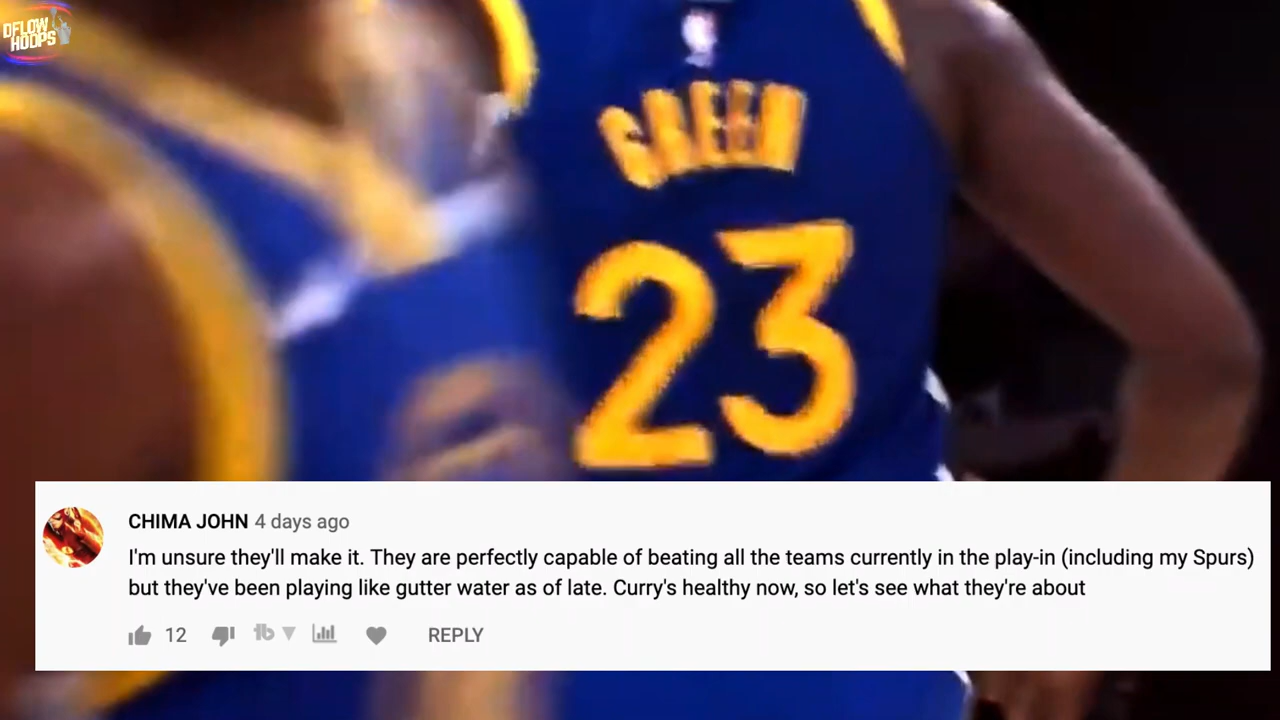 DFLOW
HOOPS
GREEN
23
CHIMA JOHN 4 days ago
I'm unsure they'll make it. They are perfectly capable of beating all the teams currently in the play-in (including my Spurs)
but they've been playing like gutter water as of late. Curry's healthy now, so let's see what they're about
12
tb
REPLY